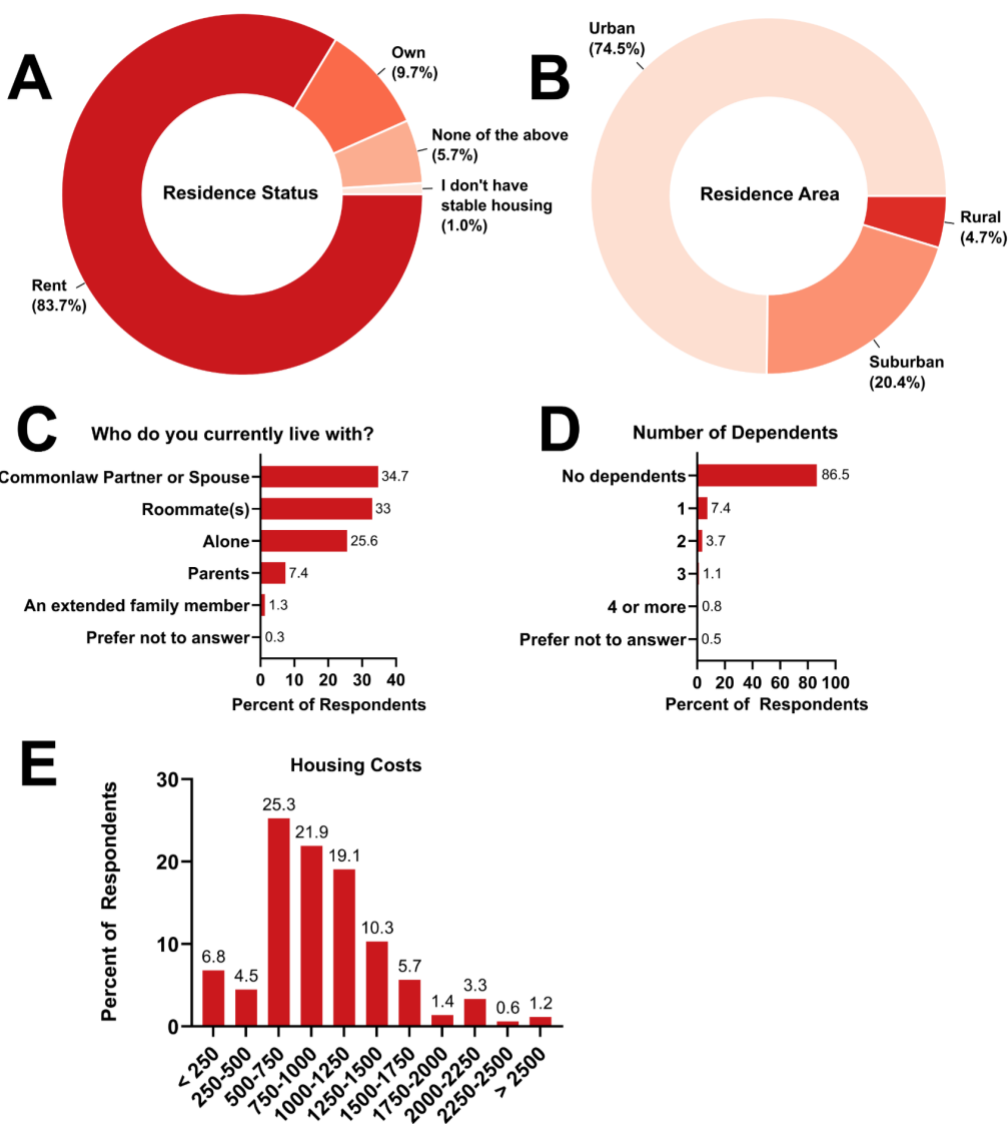 A
Own
(9.7%)
None of the above
(5.7%)
I don't have
stable housing
(1.0%)
Residence Status
Rent
(83.7%)
B
Urban
(74.5%)
Residence Area
Rural
(4.7%)
Suburban
(20.4%)
C
Who do you currently live with?
Commonlaw Partner or Spouse 34.7
Roommate(s) 33
Alone 25.6
Parents 7.4
An extended family member 1.3
Prefer not to answer 0.3
0 10 20 30 40
Percent of Respondents
D
Number of Dependents
No dependents 86.5
1 7.4
2 3.7
3 1.1
4 or more 0.8
Prefer not to answer 0.5
0 20 40 60 80 100
Percent of Respondents
E
Housing Costs
Percent of Respondents
30
20
10
0
6.8
4.5
25.3
21.9
19.1
10.3
5.7
1.4
3.3
0.6
1.2
< 250
250-500
500-750
750-1000
1000-1250
1250-1500
1500-1750
1750-2000
2000-2250
2250-2500
> 2500